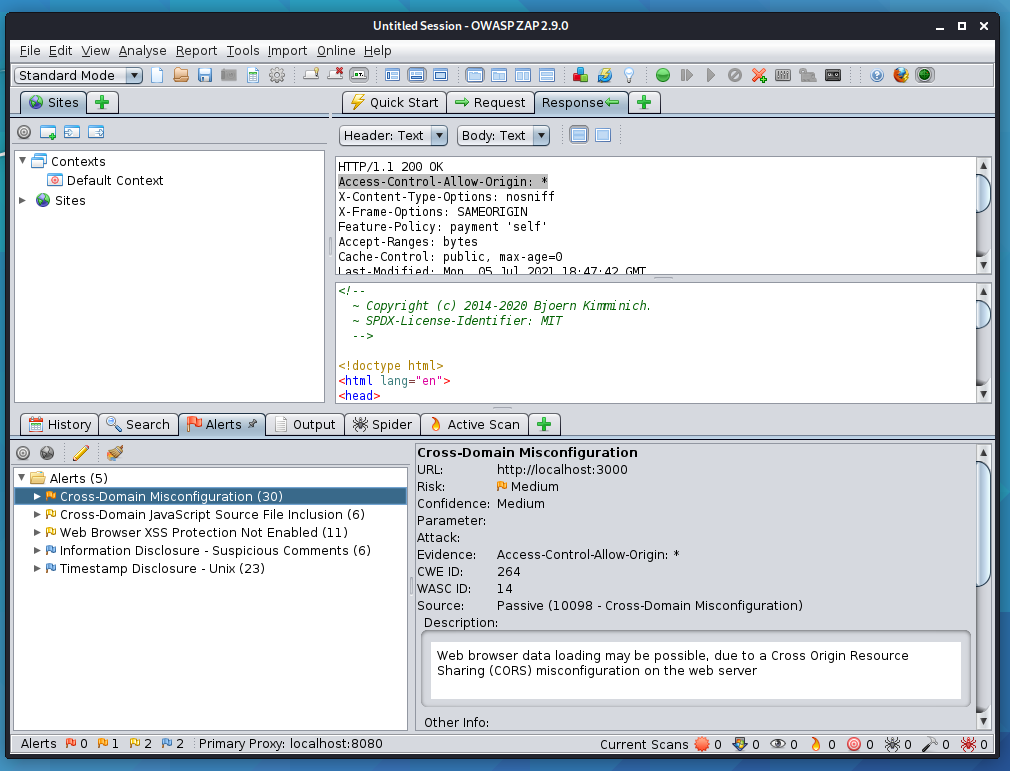 Untitled Session - OWASP ZAP 2.9.0
File Edit View Analyse Report Tools Import Online Help
Standard Mode
Sites
Quick Start Request Response
Header: Text Body: Text
Contexts
Default Context
Sites
HTTP/1.1 200 OK
Access-Control-Allow-Origin: *
X-Content-Type-Options: nosniff
X-Frame-Options: SAMEORIGIN
Feature-Policy: payment 'self'
Accept-Ranges: bytes
Cache-Control: public, max-age=0
Last-Modified: Mon, 05 Jul 2021 18:47:42 GMT
<!--
~ Copyright (c) 2014-2020 Bjoern Kimminich.
~ SPDX-License-Identifier: MIT
-->
<!doctype html>
<html lang="en">
<head>
History Search Alerts Output Spider Active Scan
Alerts (5)
Cross-Domain Misconfiguration (30)
Cross-Domain JavaScript Source File Inclusion (6)
Web Browser XSS Protection Not Enabled (11)
Information Disclosure - Suspicious Comments (6)
Timestamp Disclosure - Unix (23)
Cross-Domain Misconfiguration
URL: http://localhost:3000
Risk: Medium
Confidence: Medium
Parameter:
Attack:
Evidence: Access-Control-Allow-Origin: *
CWE ID: 264
WASC ID: 14
Source: Passive (10098 - Cross-Domain Misconfiguration)
Description:
Web browser data loading may be possible, due to a Cross Origin Resource
Sharing (CORS) misconfiguration on the web server
Other Info:
Alerts 0 1 2 2 Primary Proxy: localhost:8080 Current Scans 0 0 0 0 0 0 0 0